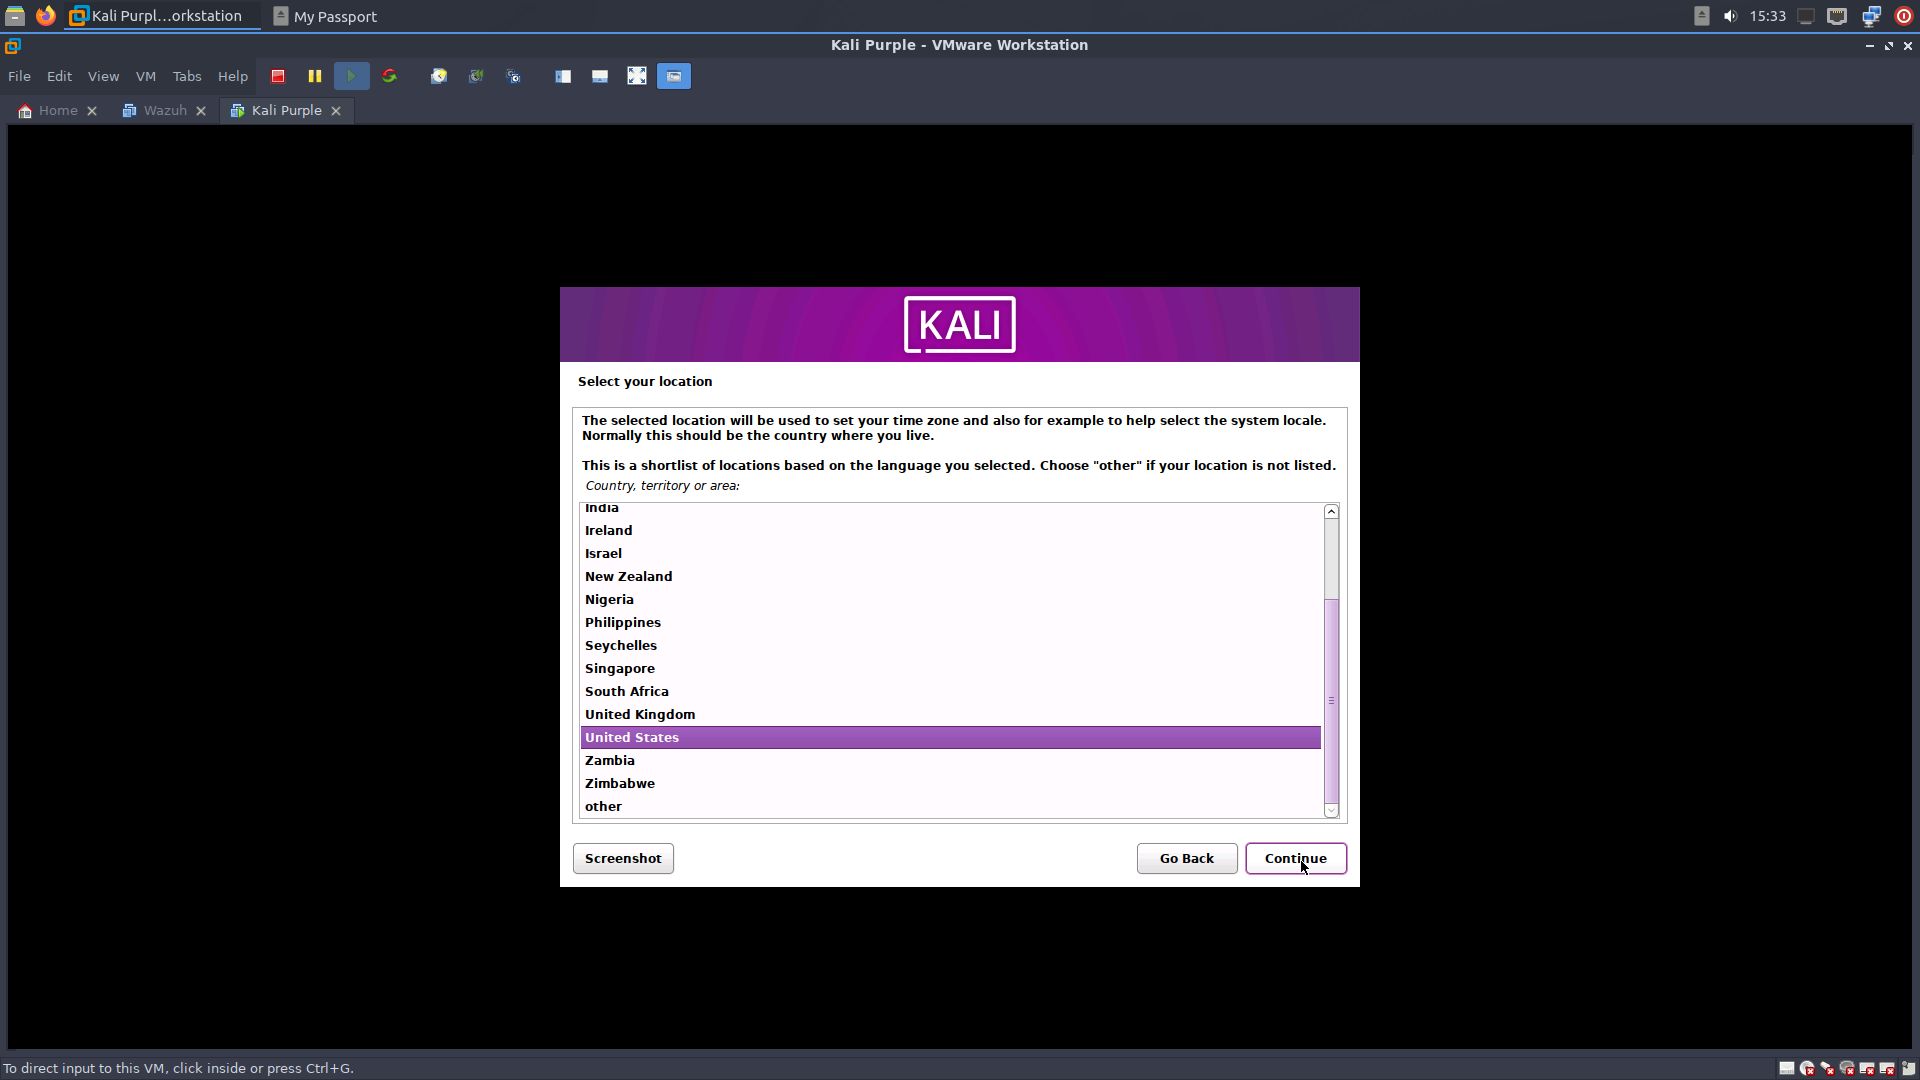 Kali Purpl...orkstation
My Passport
15:33
Kali Purple - VMware Workstation
File Edit View VM Tabs Help
Home
Wazuh
Kali Purple
KALI
Select your location
The selected location will be used to set your time zone and also for example to help select the system locale.
Normally this should be the country where you live.
This is a shortlist of locations based on the language you selected. Choose "other" if your location is not listed.
Country, territory or area:
India
Ireland
Israel
New Zealand
Nigeria
Philippines
Seychelles
Singapore
South Africa
United Kingdom
United States
Zambia
Zimbabwe
other
Screenshot
Go Back
Continue
To direct input to this VM, click inside or press Ctrl+G.